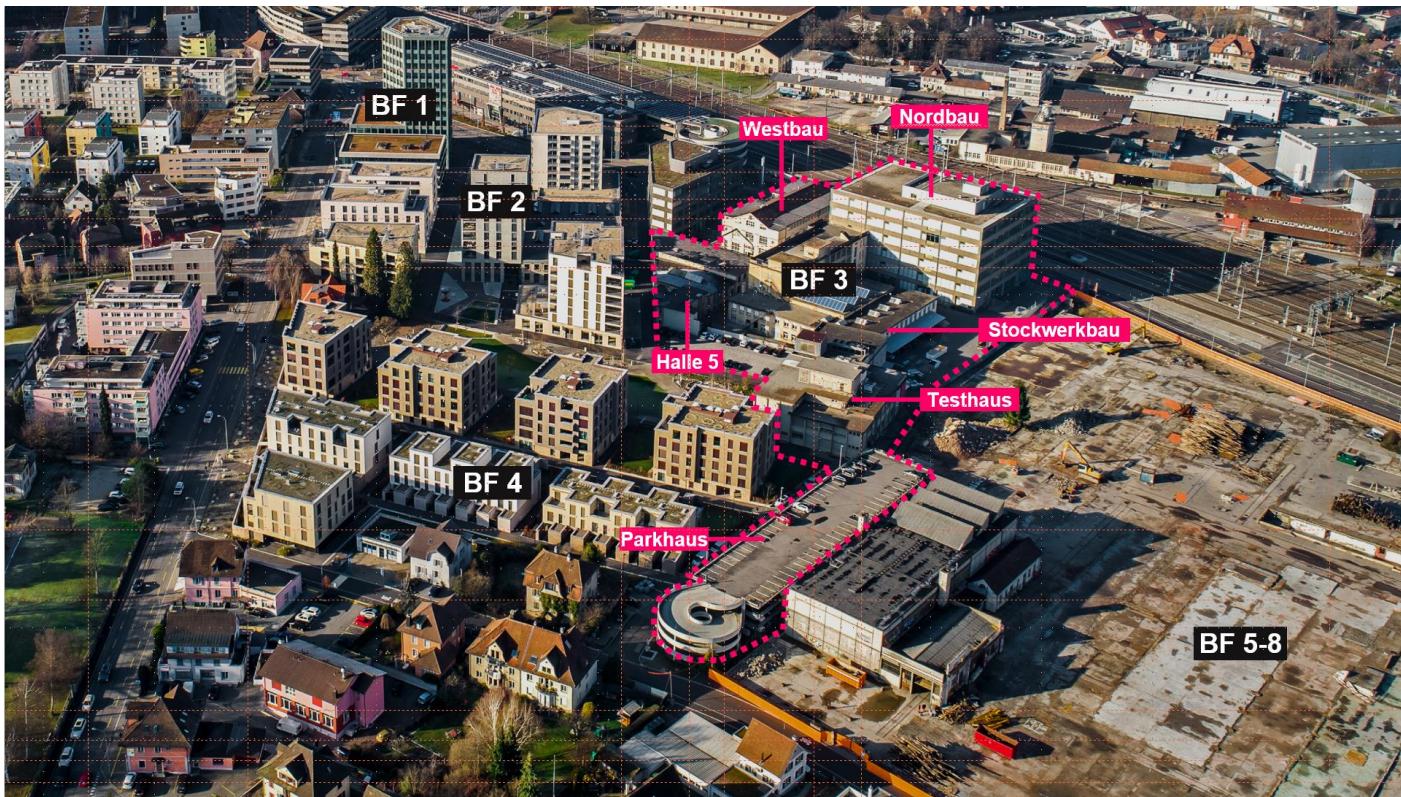 BF 1
Westbau
Nordbau
BF 2
BF 3
Stockwerkbau
Halle 5
Testhaus
BF 4
Parkhaus
BF 5-8